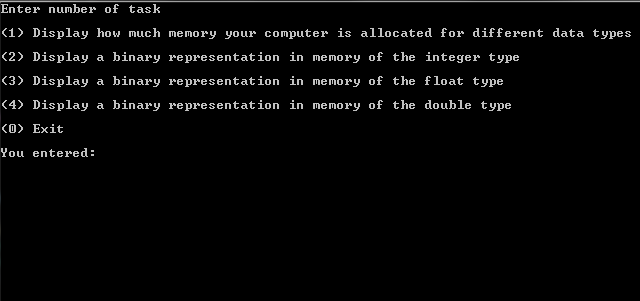 Enter number of task
(1) Display how much memory your computer is allocated for different data types
(2) Display a binary representation in memory of the integer type
(3) Display a binary representation in memory of the float type
(4) Display a binary representation in memory of the double type
(0) Exit
You entered: